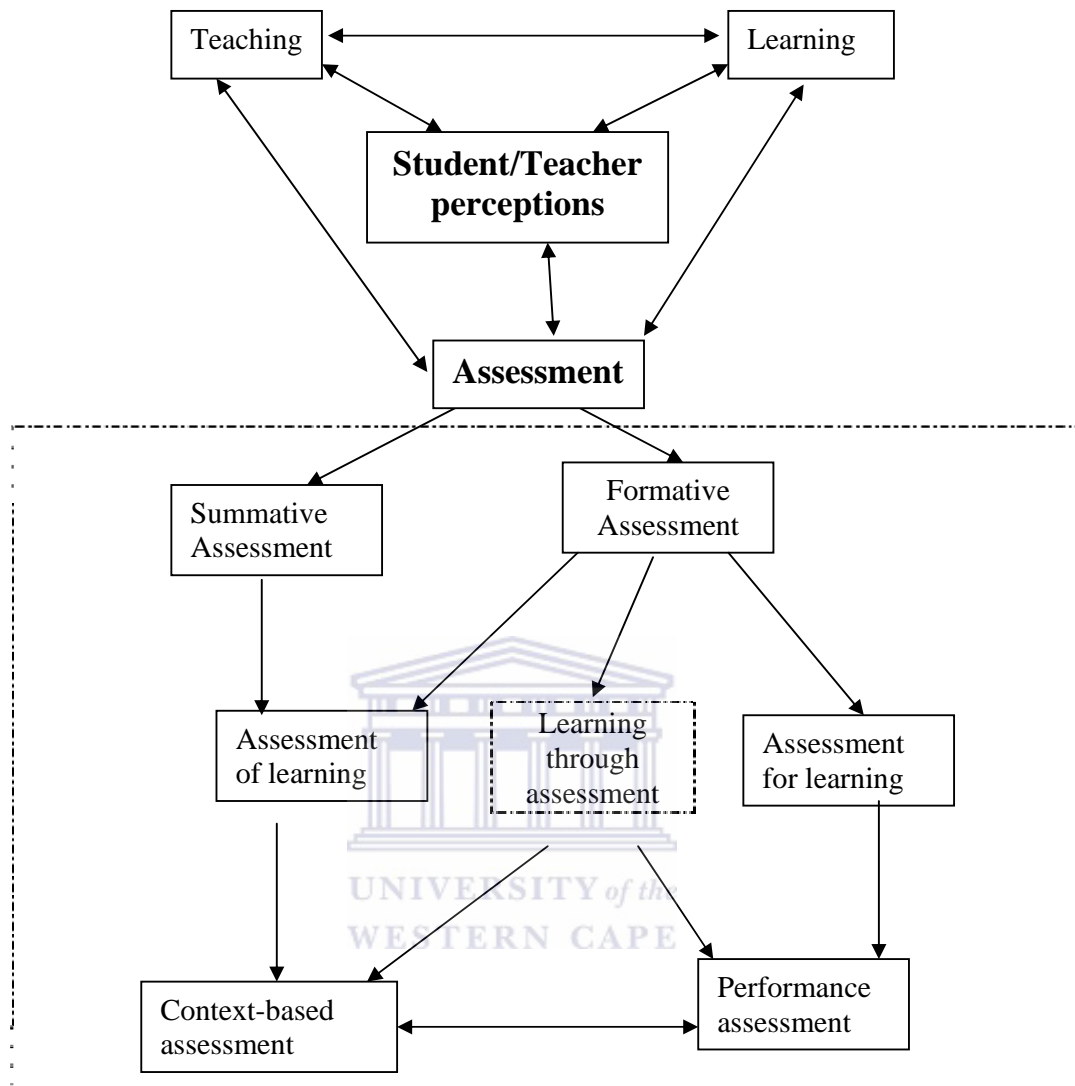 Teaching
Learning
Student/Teacher
perceptions
Assessment
Summative
Assessment
Formative
Assessment
Assessment
of learning
Learning
through
assessment
Assessment
for learning
UNIVERSITY of the
WESTERN CAPE
Context-based
assessment
Performance
assessment